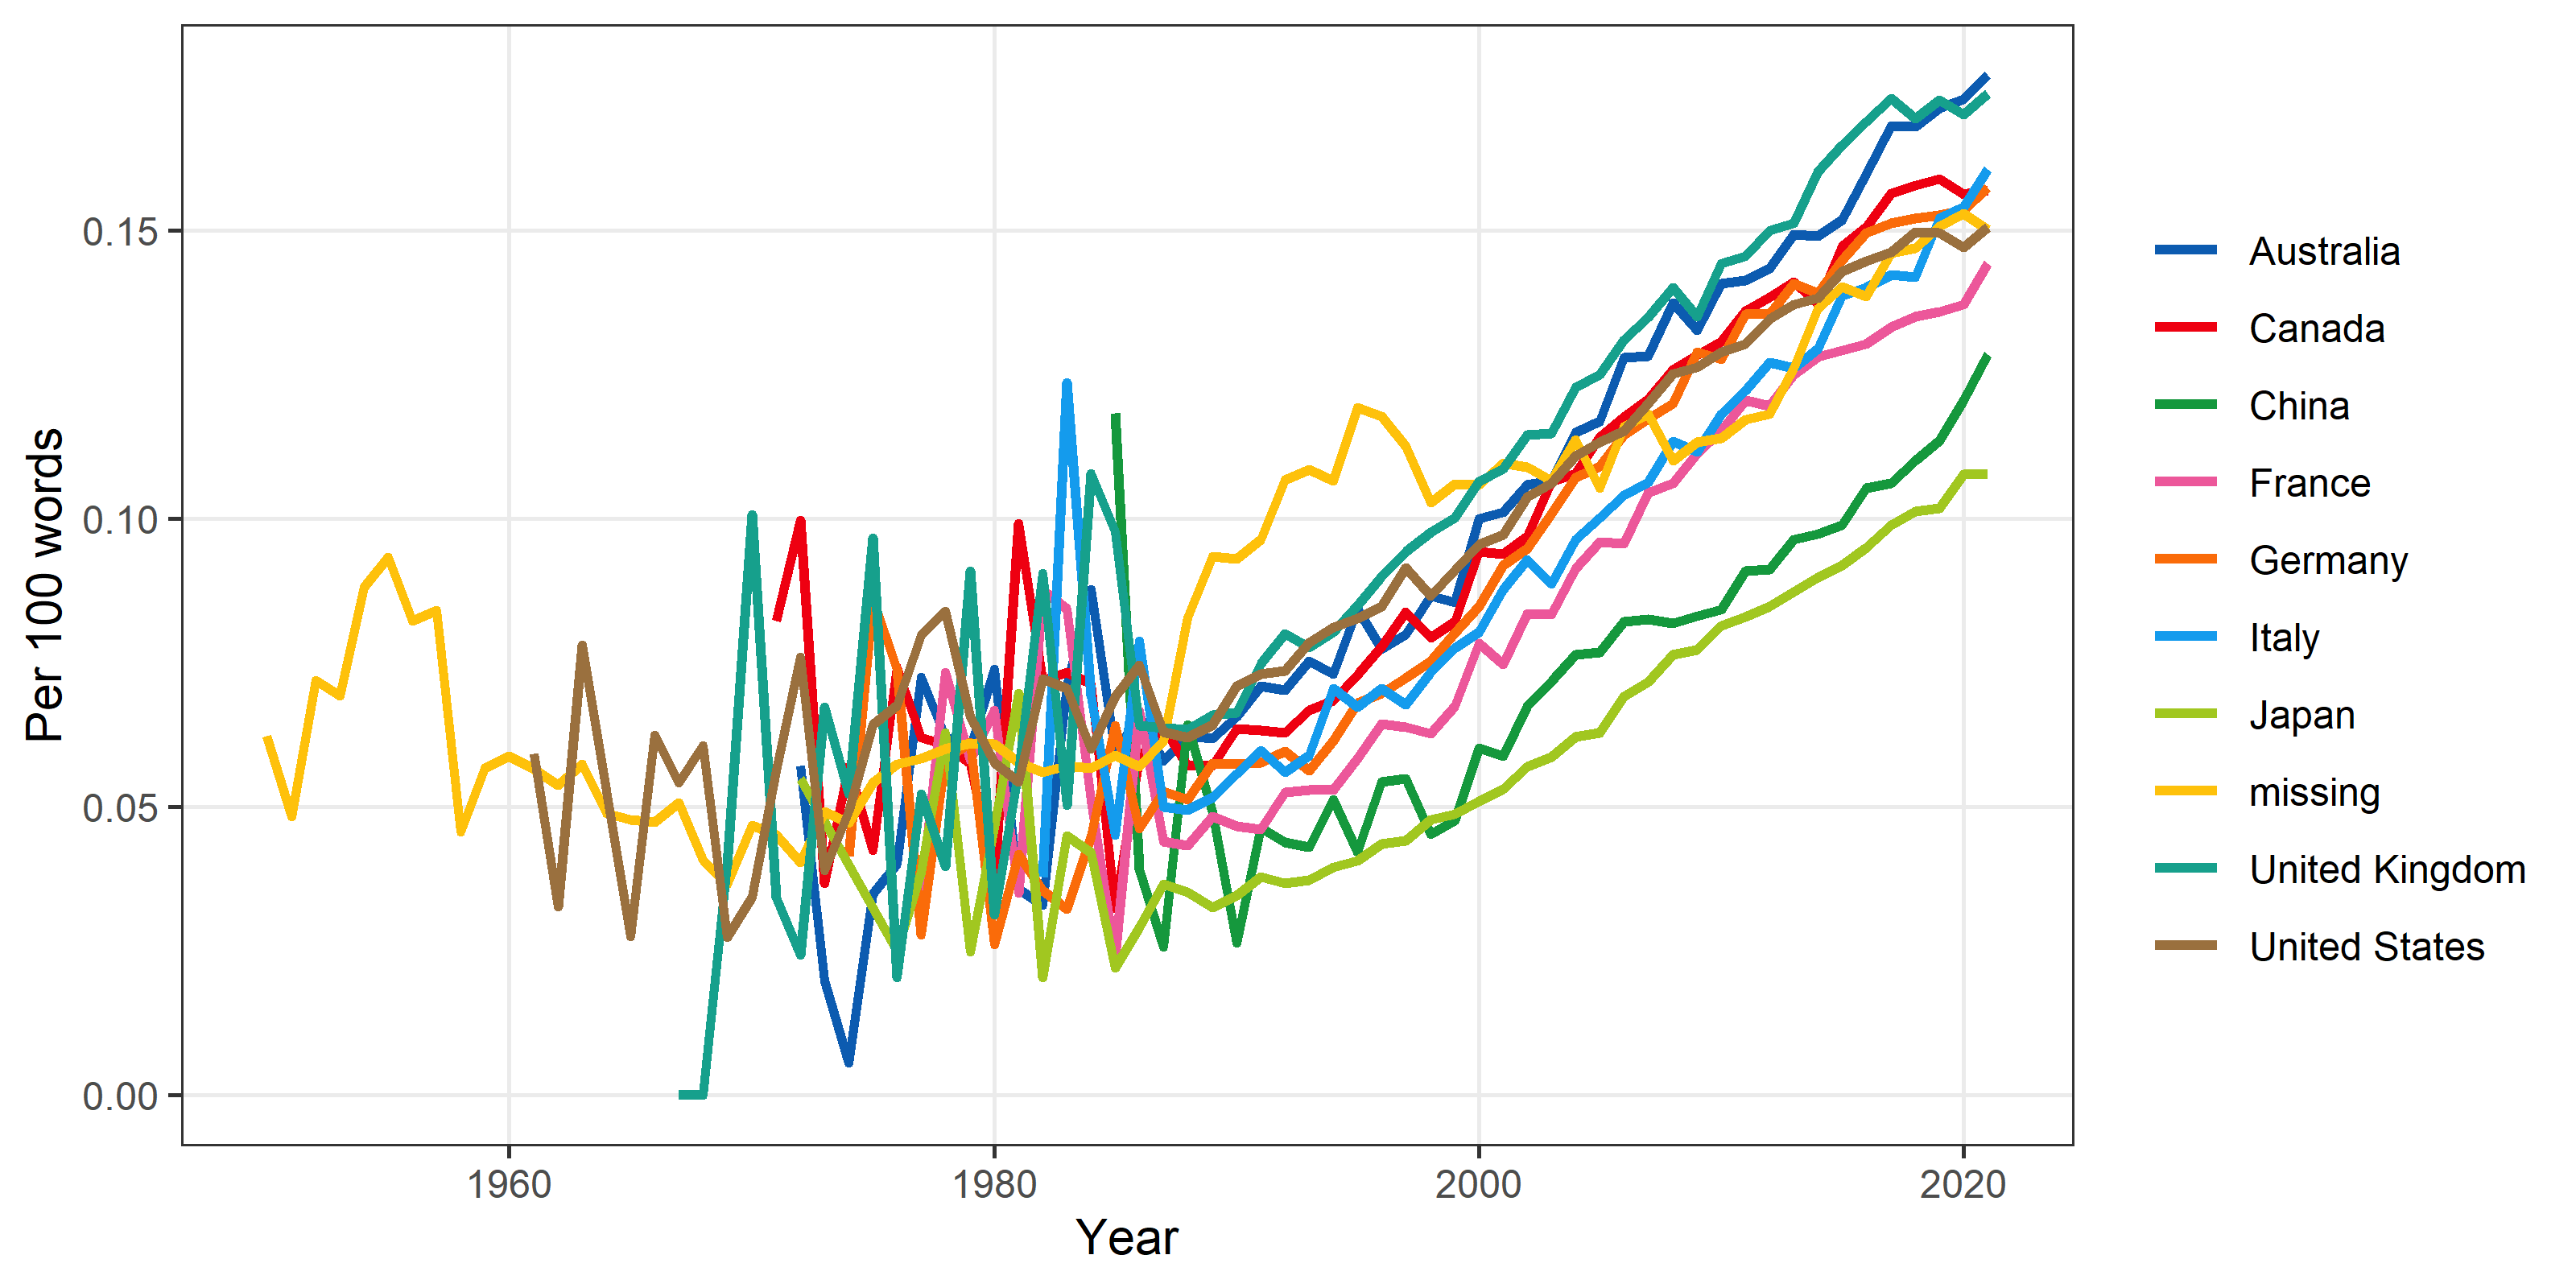 Per 100 words
0.15
0.10
0.05
0.00
1960 1980 2000 2020
Year
Australia
Canada
China
France
Germany
Italy
Japan
missing
United Kingdom
United States